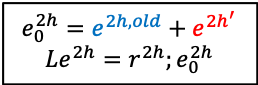 e₀²ʰ = e²ʰ,ᵒˡᵈ + e²ʰ′
Le²ʰ = r²ʰ; e₀²ʰ